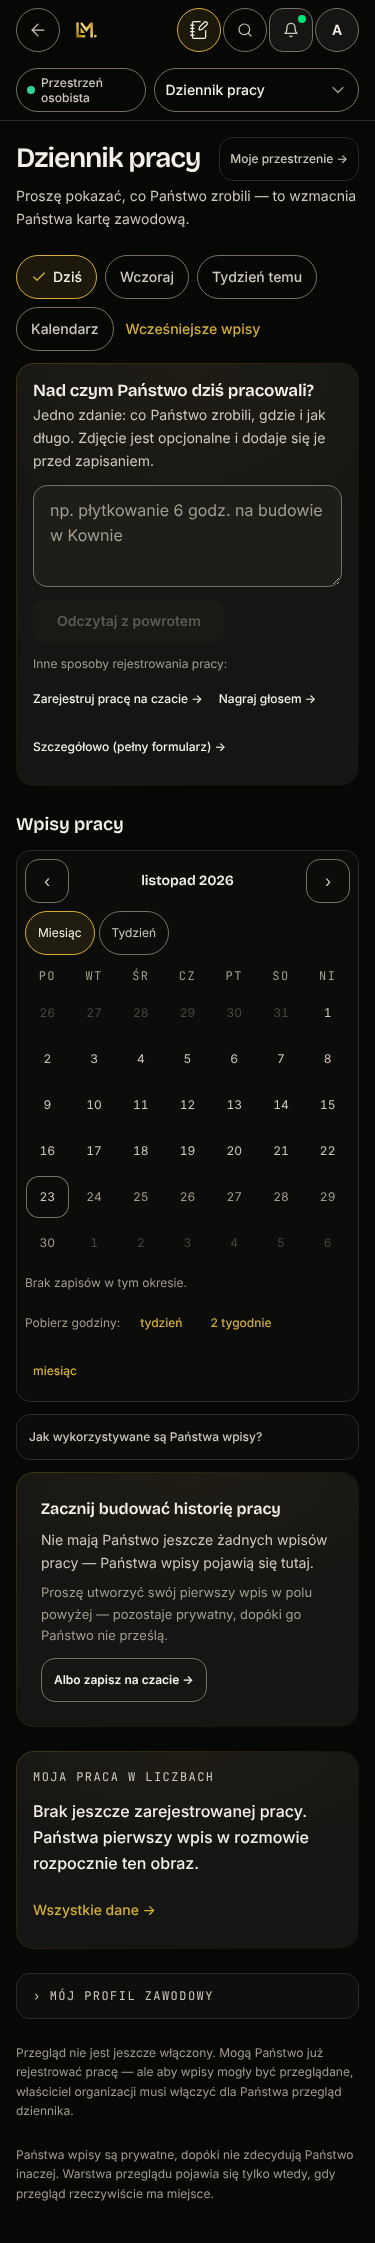 LM.
A
Przestrzeń
osobista
Dziennik pracy
Dziennik pracy
Moje przestrzenie →
Proszę pokazać, co Państwo zrobili — to wzmacnia
Państwa kartę zawodową.
Dziś
Wczoraj
Tydzień temu
Kalendarz
Wcześniejsze wpisy
Nad czym Państwo dziś pracowali?
Jedno zdanie: co Państwo zrobili, gdzie i jak
długo. Zdjęcie jest opcjonalne i dodaje się je
przed zapisaniem.
np. płytkowanie 6 godz. na budowie
w Kownie
Odczytaj z powrotem
Inne sposoby rejestrowania pracy:
Zarejestruj pracę na czacie →
Nagraj głosem →
Szczegółowo (pełny formularz) →
Wpisy pracy
‹
listopad 2026
›
Miesiąc
Tydzień
PO WT ŚR CZ PT SO NI
26 27 28 29 30 31 1
2 3 4 5 6 7 8
9 10 11 12 13 14 15
16 17 18 19 20 21 22
23 24 25 26 27 28 29
30 1 2 3 4 5 6
Brak zapisów w tym okresie.
Pobierz godziny: tydzień 2 tygodnie
miesiąc
Jak wykorzystywane są Państwa wpisy?
Zacznij budować historię pracy
Nie mają Państwo jeszcze żadnych wpisów
pracy — Państwa wpisy pojawią się tutaj.
Proszę utworzyć swój pierwszy wpis w polu
powyżej — pozostaje prywatny, dopóki go
Państwo nie prześlą.
Albo zapisz na czacie →
MOJA PRACA W LICZBACH
Brak jeszcze zarejestrowanej pracy.
Państwa pierwszy wpis w rozmowie
rozpocznie ten obraz.
Wszystkie dane →
› MÓJ PROFIL ZAWODOWY
Przegląd nie jest jeszcze włączony. Mogą Państwo już
rejestrować pracę — ale aby wpisy mogły być przeglądane,
właściciel organizacji musi włączyć dla Państwa przegląd
dziennika.
Państwa wpisy są prywatne, dopóki nie zdecydują Państwo
inaczej. Warstwa przeglądu pojawia się tylko wtedy, gdy
przegląd rzeczywiście ma miejsce.